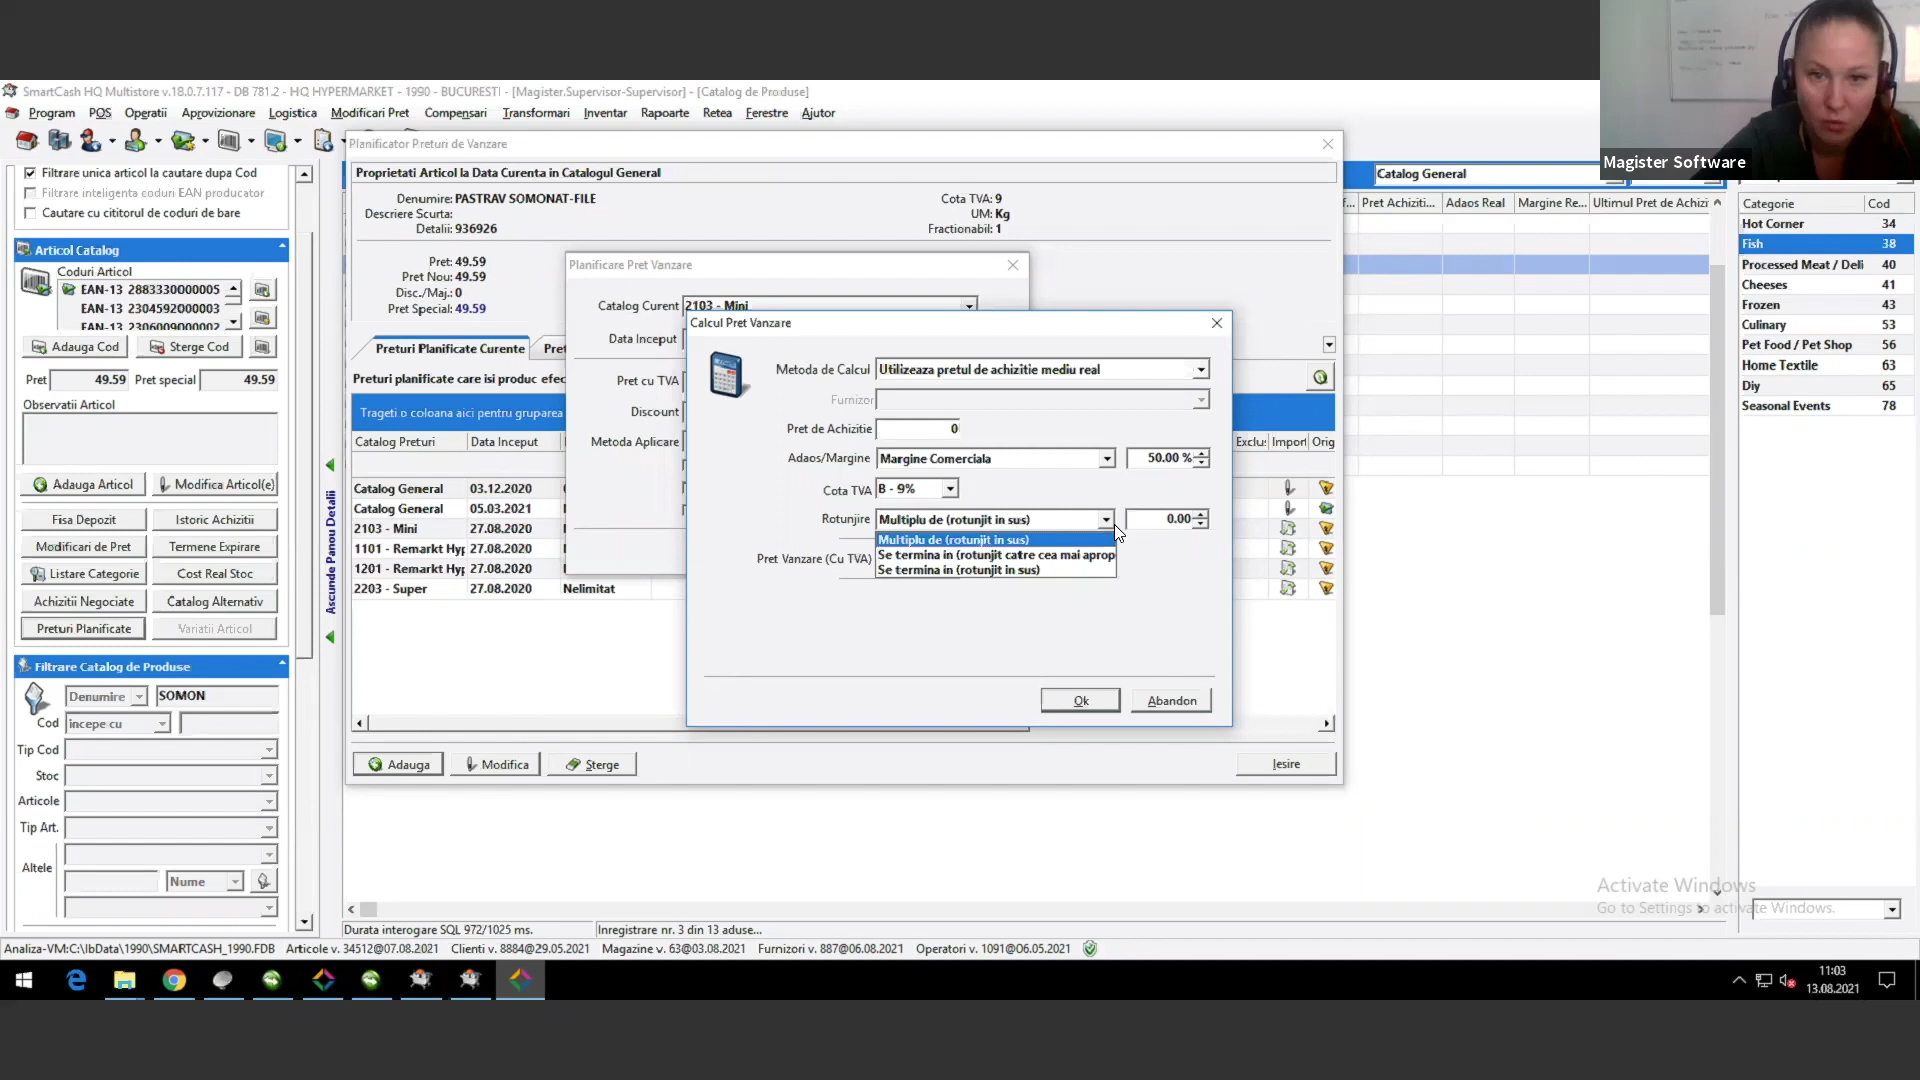 SmartCash HQ Multistore v.18.0.7.117 - DB 781.2 - HQ HYPERMARKET - 1990 - BUCURESTI - [Magister.Supervisor-Supervisor] - [Catalog de Produse]
Program POS Operatii Aprovizionare Logistica Modificari Pret Compensari Transformari Inventar Rapoarte Retea Ferestre Ajutor
Magister Software
Filtrare unica articol la cautare dupa Cod
Filtrare inteligenta coduri EAN producator
Cautare cu cititorul de coduri de bare
Articol Catalog
Coduri Articol
EAN-13 2883330000005
EAN-13 2304592000003
EAN-13 2306009000002
Adauga Cod Sterge Cod
Pret 49.59 Pret special 49.59
Observatii Articol
Adauga Articol Modifica Articol(e)
Fisa Depozit Istoric Achizitii
Modificari de Pret Termene Expirare
Listare Categorie Cost Real Stoc
Achizitii Negociate Catalog Alternativ
Preturi Planificate Variatii Articol
Filtrare Catalog de Produse
Denumire SOMON
Cod incepe cu
Tip Cod
Stoc
Articole
Tip Art.
Altele
Nume
Ascunde Panou Detalii
Planificator Preturi de Vanzare
Proprietati Articol la Data Curenta in Catalogul General
Denumire: PASTRAV SOMONAT-FILE Cota TVA: 9
Descriere Scurta: UM: Kg
Detalii: 936926 Fractionabil: 1
Pret: 49.59
Pret Nou: 49.59
Disc./Maj.: 0
Pret Special: 49.59
Preturi Planificate Curente Pret
Preturi planificate care isi produc efec
Trageti o coloana aici pentru gruparea
Catalog Preturi Data Inceput Exclu: Import Orig
Catalog General 03.12.2020
Catalog General 05.03.2021
2103 - Mini 27.08.2020
1101 - Remarkt Hyp 27.08.2020
1201 - Remarkt Hyp 27.08.2020
2203 - Super 27.08.2020 Nelimitat
Adauga Modifica Sterge Iesire
Planificare Pret Vanzare
Catalog Curent 2103 - Mini
Data Inceput
Pret cu TVA
Discount
Metoda Aplicare
Calcul Pret Vanzare
Metoda de Calcul Utilizeaza pretul de achizitie mediu real
Furnizor
Pret de Achizitie 0
Adaos/Margine Margine Comerciala 50.00 %
Cota TVA B - 9%
Rotunjire Multiplu de (rotunjit in sus) 0.00
Multiplu de (rotunjit in sus)
Se termina in (rotunjit catre cea mai aprop
Se termina in (rotunjit in sus)
Pret Vanzare (Cu TVA)
Ok Abandon
Catalog General
Pret Achiziti... Adaos Real Margine Re... Ultimul Pret de Achizi
Categorie Cod
Hot Corner 34
Fish 38
Processed Meat / Deli 40
Cheeses 41
Frozen 43
Culinary 53
Pet Food / Pet Shop 56
Home Textile 63
Diy 65
Seasonal Events 78
Activate Windows
Go to Settings to activate Windows.
Durata interogare SQL 972/1025 ms. Inregistrare nr. 3 din 13 aduse...
Analiza-VM:C:\IbData\1990\SMARTCASH_1990.FDB Articole v. 34512@07.08.2021 Clienti v. 8884@29.05.2021 Magazine v. 63@03.08.2021 Furnizori v. 887@06.08.2021 Operatori v. 1091@06.05.2021
11:03
13.08.2021